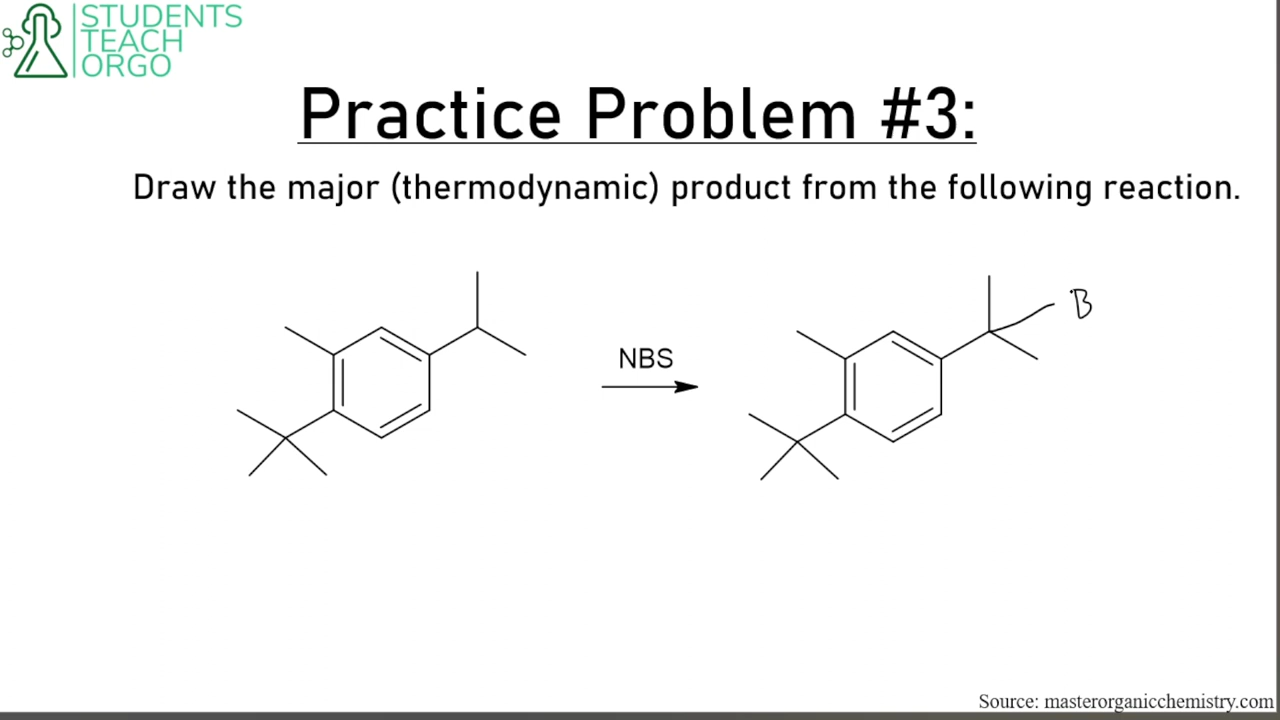 STUDENTS
TEACH
ORGO
Practice Problem #3:
Draw the major (thermodynamic) product from the following reaction.
NBS
B
Source: masterorganicchemistry.com